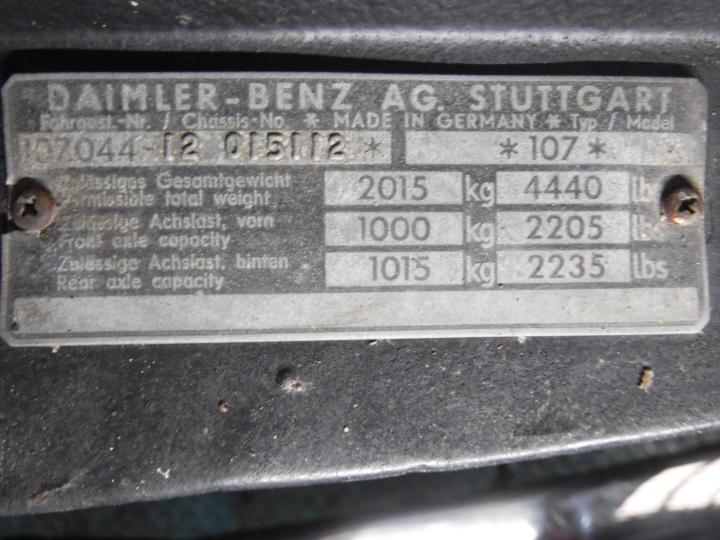 DAIMLER-BENZ AG. STUTTGART
Fahrgest.-Nr. / Chassis-No. * MADE IN GERMANY * Typ / Model
107.044-12 015112 * *107*
Zulässiges Gesamtgewicht
Permissible total weight 2015 kg 4440 lbs
Zulässige Achslast, vorn
Front axle capacity 1000 kg 2205 lbs
Zulässige Achslast, hinten
Rear axle capacity 1015 kg 2235 lbs